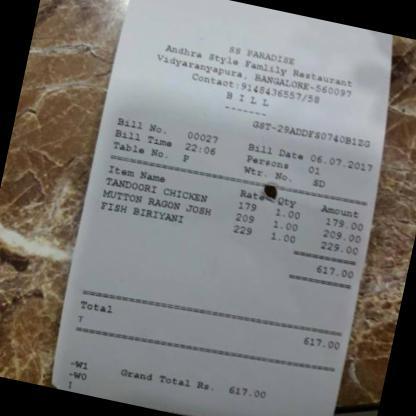 SS PARADISE
Andhra Style Famlily Restaurant
Vidyaranyapura, BANGALORE-560097
Contact:9148436557/58
B I L L
-------
GST-29ADDFS0740B1ZG
Bill No. 00027 Bill Date 06.07.2017
Bill Time 22:06 Persons 01
Table No. P Wtr. No. SD
Item Name Rate Qty Amount
TANDOORI CHICKEN 179 1.00 179.00
MUTTON RAGON JOSH 209 1.00 209.00
FISH BIRIYANI 229 1.00 229.00
617.00
Total 617.00
T
-W1
-W0 Grand Total Rs. 617.00